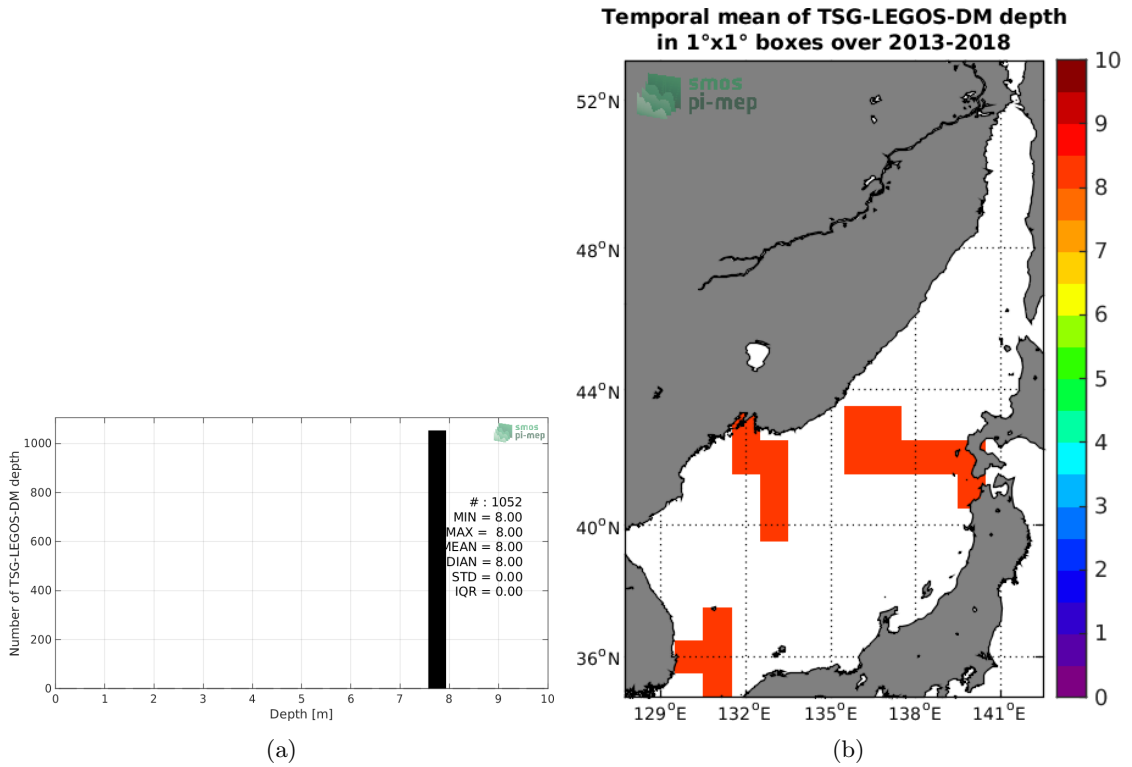 Temporal mean of TSG-LEGOS-DM depth
in 1°x1° boxes over 2013-2018
smos
pi-mep
52°N
48°N
44°N
40°N
36°N
129°E
132°E
135°E
138°E
141°E
10
9
8
7
6
5
4
3
2
1
0
Number of TSG-LEGOS-DM depth
1000
800
600
400
200
0
smos
pi-mep
# : 1052
MIN = 8.00
MAX = 8.00
MEAN = 8.00
DIAN = 8.00
STD = 0.00
IQR = 0.00
0 1 2 3 4 5 6 7 8 9 10
Depth [m]
(a)
(b)